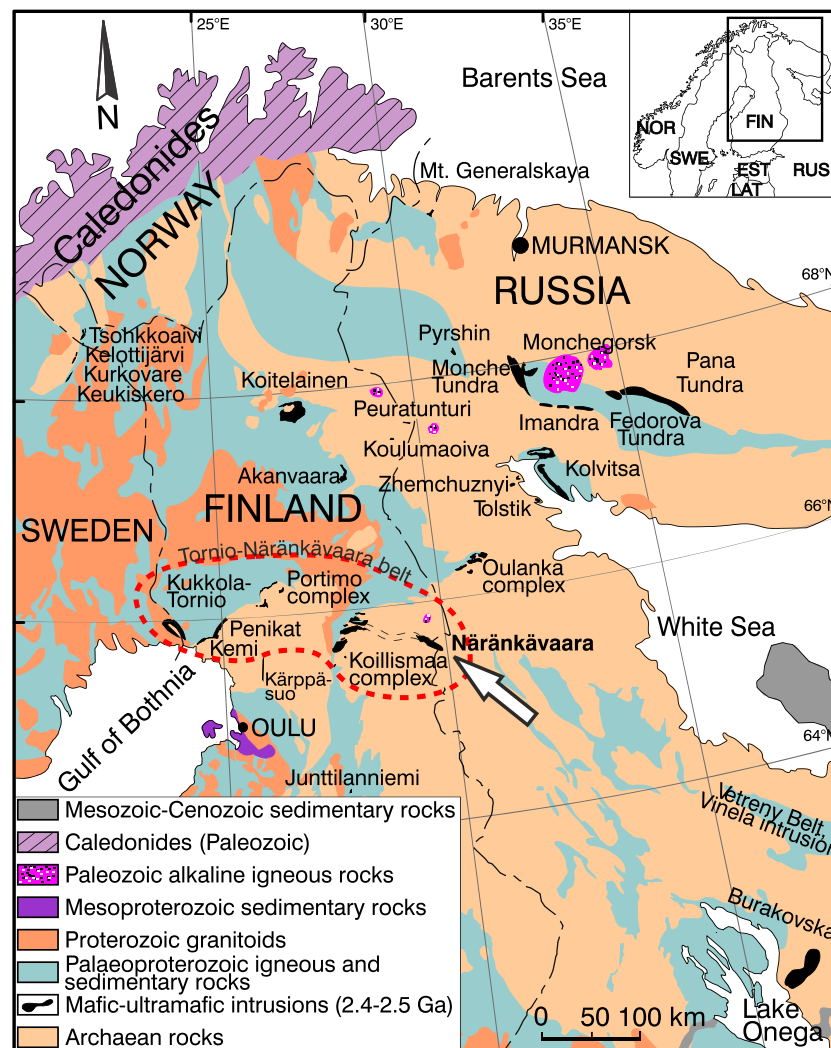 25°E
30°E
35°E
N
Barents Sea
NOR
SWE
FIN
EST
LAT
RUS
Caledonides
NORWAY
Mt. Generalskaya
MURMANSK
RUSSIA
68°N
Tsohkkoaivi
Kelottijärvi
Kurkovare
Keukiskero
Pyrshin
Monchegorsk
Monche
Tundra
Pana
Tundra
Koitelainen
Peuratunturi
Imandra
Fedorova
Tundra
Koulumaoiva
Kolvitsa
Akanvaara
Zhemchuznyi
Tolstik
66°N
FINLAND
SWEDEN
Tornio-Näränkävaara belt
Kukkola-
Tornio
Portimo
complex
Oulanka
complex
Penikat
Kemi
White Sea
Näränkävaara
Koillismaa
complex
Kärppä-
suo
Gulf of Bothnia
OULU
64°N
Junttilanniemi
Vetreny Belt,
Vinela intrusion
Burakovska
Lake
Onega
Mesozoic-Cenozoic sedimentary rocks
Caledonides (Paleozoic)
Paleozoic alkaline igneous rocks
Mesoproterozoic sedimentary rocks
Proterozoic granitoids
Palaeoproterozoic igneous and
sedimentary rocks
Mafic-ultramafic intrusions (2.4-2.5 Ga)
Archaean rocks
0 50 100 km